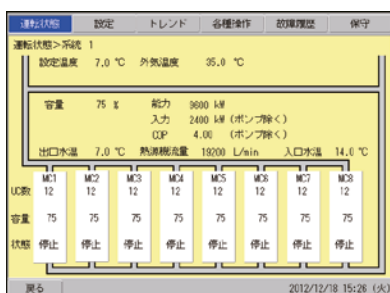 運転状態 設定 トレンド 各種操作 故障履歴 保守
運転状態>系統 1
設定温度 7.0 ℃ 外気温度 35.0 ℃
容量 75 % 能力 9600 kW
入力 2400 kW (ポンプ除く)
COP 4.00 (ポンプ除く)
出口水温 7.0 ℃ 熱源機流量 19200 L/min 入口水温 14.0 ℃
MC1 MC2 MC3 MC4 MC5 MC6 MC7 MC8
UC数 12 12 12 12 12 12 12 12
容量 75 75 75 75 75 75 75 75
状態 停止 停止 停止 停止 停止 停止 停止 停止
戻る 2012/12/18 15:26 (火)